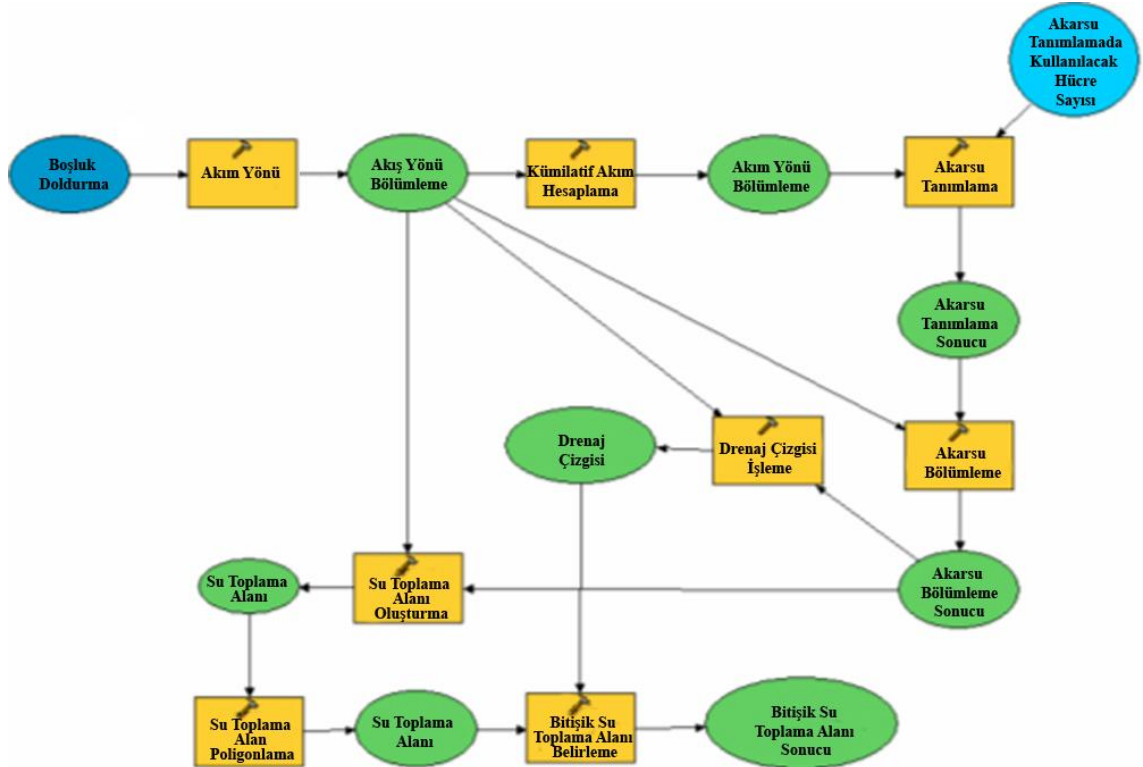 Akarsu
Tanımlamada
Kullanılacak
Hücre
Sayısı
Boşluk
Doldurma
Akım Yönü
Akış Yönü
Bölümleme
Kümilatif Akım
Hesaplama
Akım Yönü
Bölümleme
Akarsu
Tanımlama
Akarsu
Tanımlama
Sonucu
Drenaj
Çizgisi
Drenaj Çizgisi
İşleme
Akarsu
Bölümleme
Su Toplama
Alanı
Su Toplama
Alanı
Oluşturma
Akarsu
Bölümleme
Sonucu
Su Toplama
Alan
Poligonlama
Su Toplama
Alanı
Bitişik Su
Toplama Alanı
Belirleme
Bitişik Su
Toplama Alanı
Sonucu